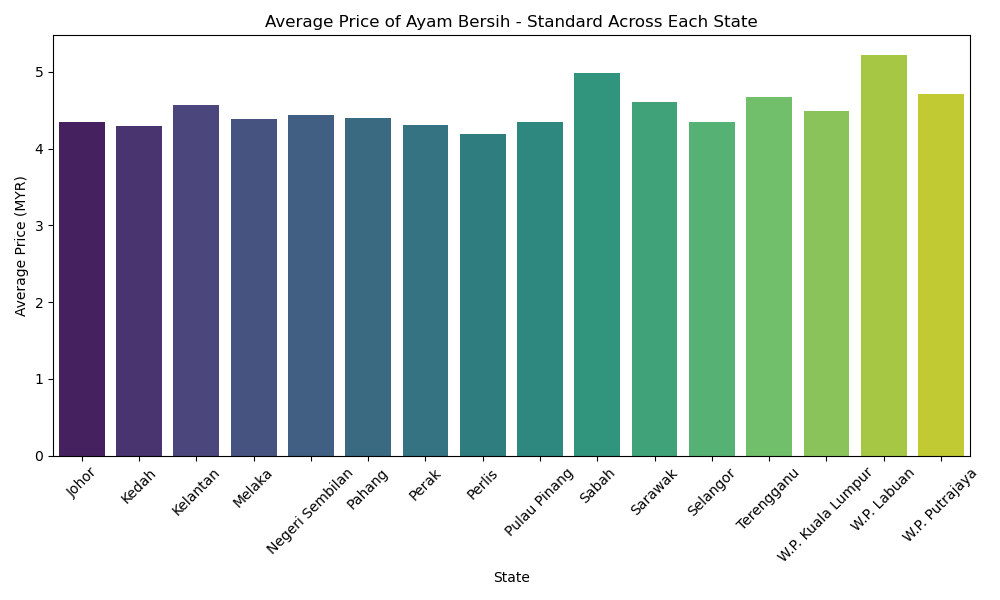 Average Price of Ayam Bersih - Standard Across Each State
Average Price (MYR)
5
4
3
2
1
0
Johor
Kedah
Kelantan
Melaka
Negeri Sembilan
Pahang
Perak
Perlis
Pulau Pinang
Sabah
Sarawak
Selangor
Terengganu
W.P. Kuala Lumpur
W.P. Labuan
W.P. Putrajaya
State